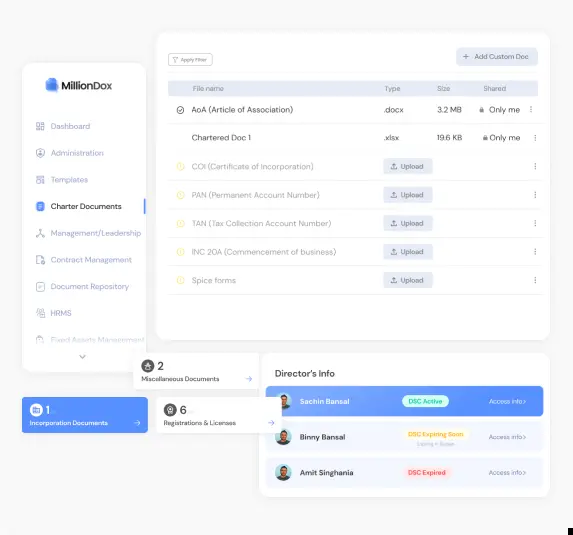 MillionDox
Dashboard
Administration
Templates
Charter Documents
Management/Leadership
Contract Management
Document Repository
HRMS
Fixed Assets Management
Apply Filter
+ Add Custom Doc
File name Type Size Shared
AoA (Article of Association) .docx 3.2 MB Only me
Chartered Doc 1 .xlsx 19.6 KB Only me
COI (Certificate of Incorporation) Upload
PAN (Permanent Account Number) Upload
TAN (Tax Collection Account Number) Upload
INC 20A (Commencement of business) Upload
Spice forms Upload
2
Miscellaneous Documents
1
Incorporation Documents
6
Registrations & Licenses
Director's Info
Sachin Bansal DSC Active Access info>
Binny Bansal DSC Expiring Soon Access info>
Amit Singhania DSC Expired Access info>